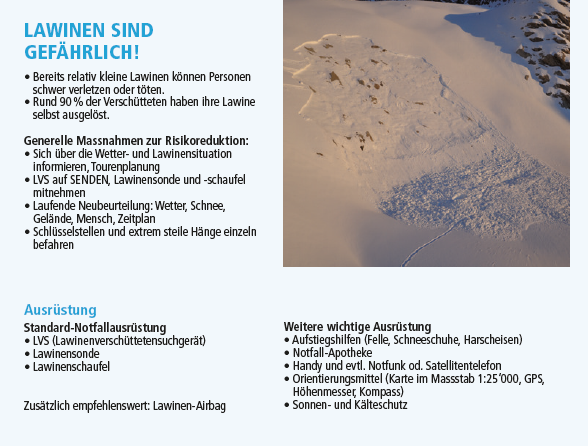 LAWINEN SIND
GEFÄHRLICH!
• Bereits relativ kleine Lawinen können Personen
schwer verletzen oder töten.
• Rund 90 % der Verschütteten haben ihre Lawine
selbst ausgelöst.
Generelle Massnahmen zur Risikoreduktion:
• Sich über die Wetter- und Lawinensituation
informieren, Tourenplanung
• LVS auf SENDEN, Lawinensonde und -schaufel
mitnehmen
• Laufende Neubeurteilung: Wetter, Schnee,
Gelände, Mensch, Zeitplan
• Schlüsselstellen und extrem steile Hänge einzeln
befahren
Ausrüstung
Standard-Notfallausrüstung
• LVS (Lawinenverschüttetensuchgerät)
• Lawinensonde
• Lawinenschaufel
Zusätzlich empfehlenswert: Lawinen-Airbag
Weitere wichtige Ausrüstung
• Aufstiegshilfen (Felle, Schneeschuhe, Harscheisen)
• Notfall-Apotheke
• Handy und evtl. Notfunk od. Satellitentelefon
• Orientierungsmittel (Karte im Massstab 1:25’000, GPS,
Höhenmesser, Kompass)
• Sonnen- und Kälteschutz